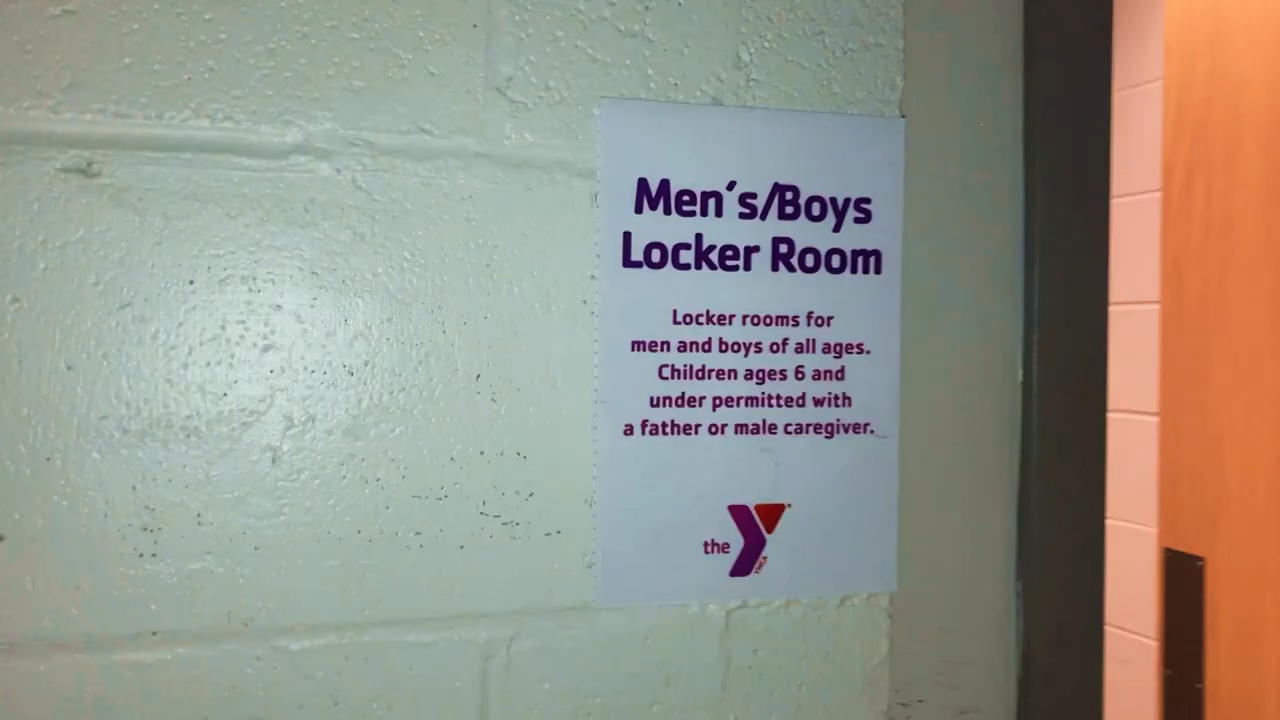 Men's/Boys
Locker Room
Locker rooms for
men and boys of all ages.
Children ages 6 and
under permitted with
a father or male caregiver.
the
YMCA